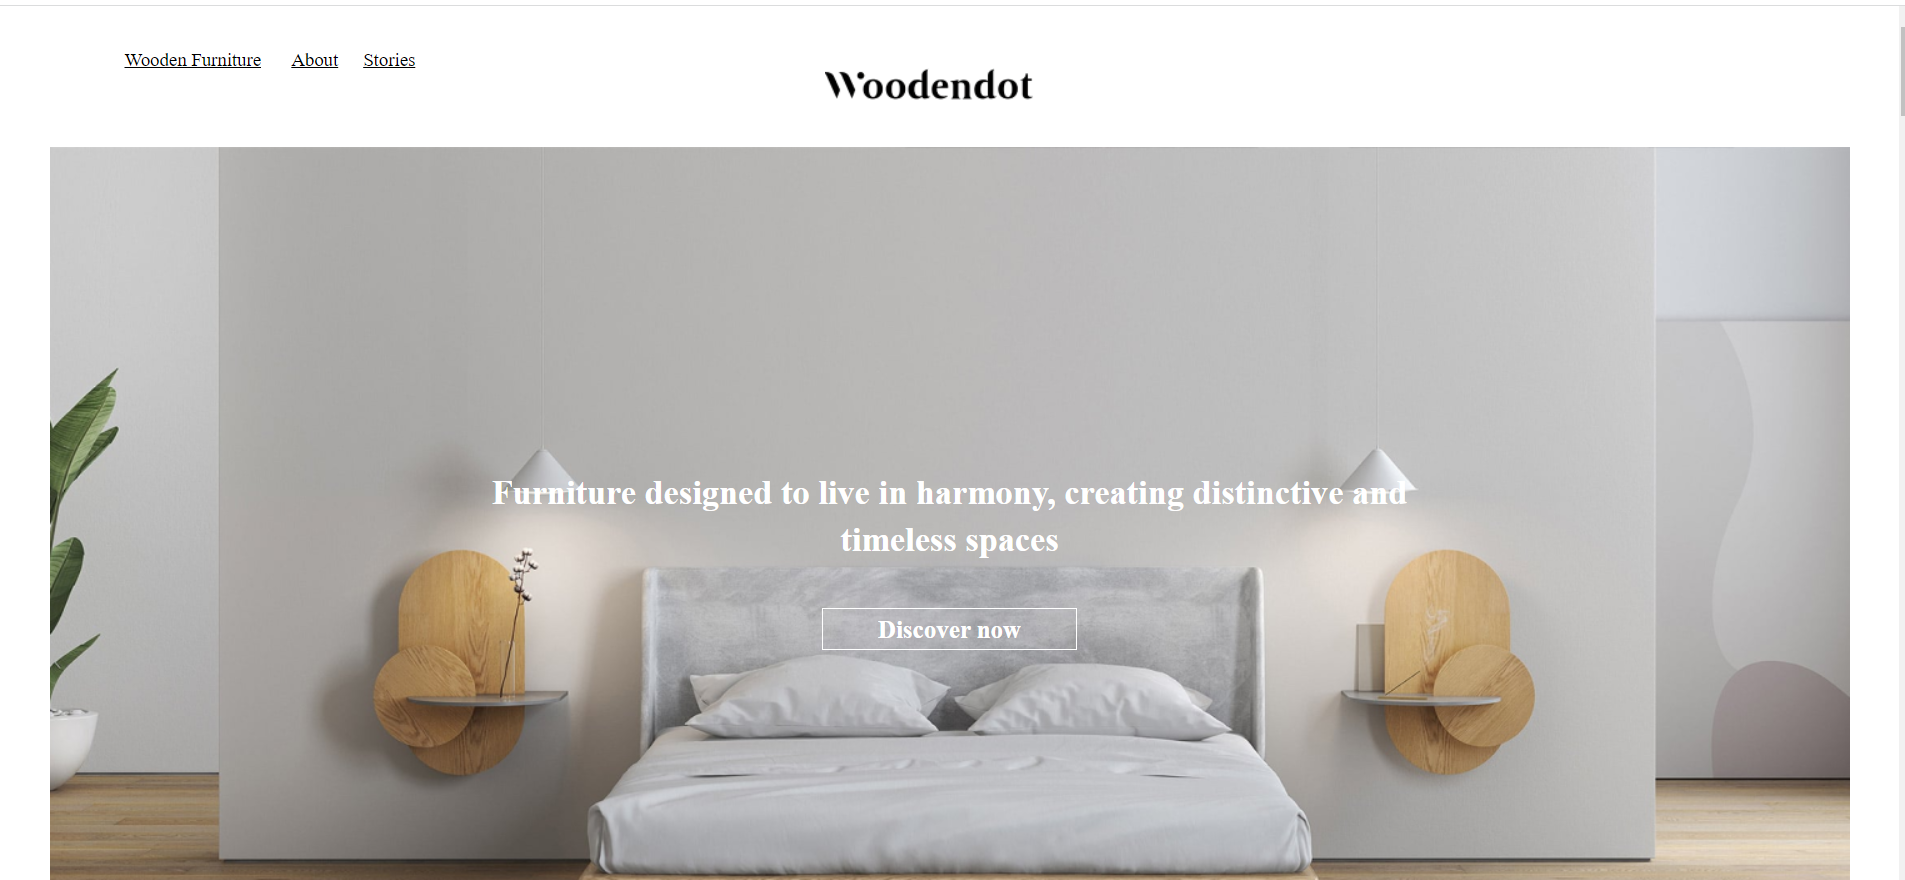 Wooden Furniture About Stories
Woodendot
Furniture designed to live in harmony, creating distinctive and
timeless spaces
Discover now